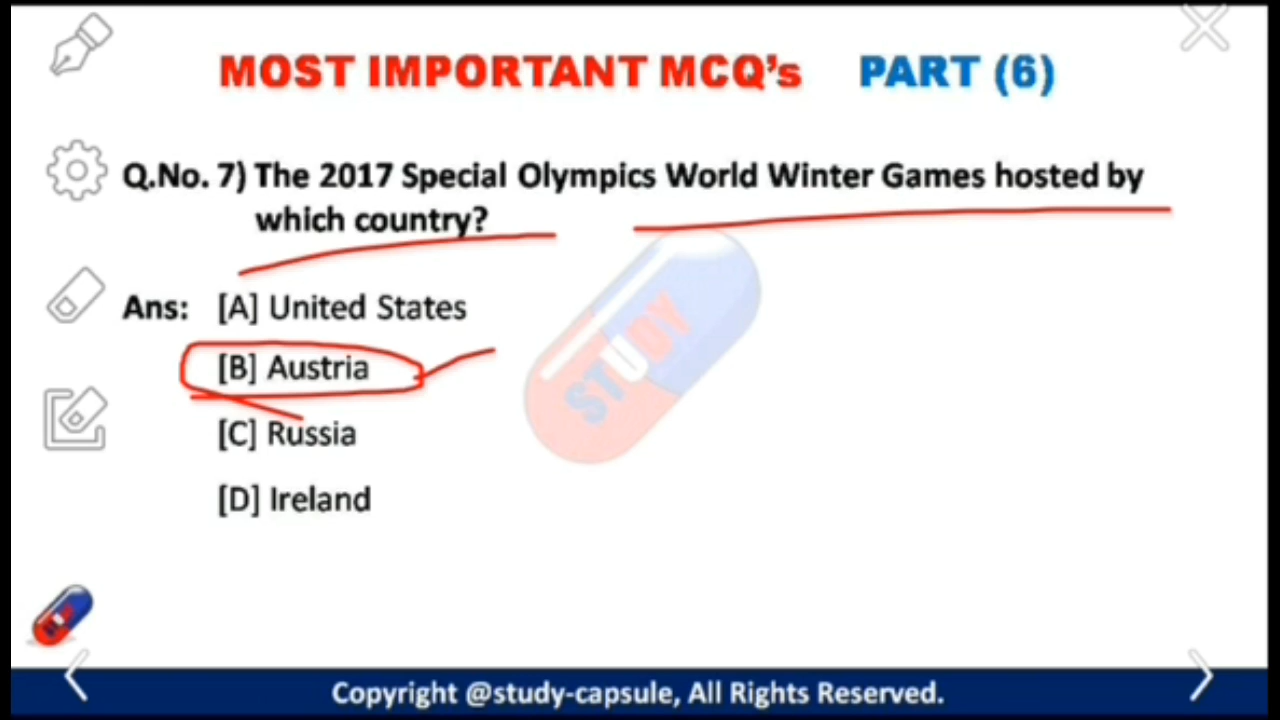 MOST IMPORTANT MCQ's PART (6)
Q.No. 7) The 2017 Special Olympics World Winter Games hosted by
which country?
Ans: [A] United States
[B] Austria
[C] Russia
[D] Ireland
STUDY
Copyright @study-capsule, All Rights Reserved.